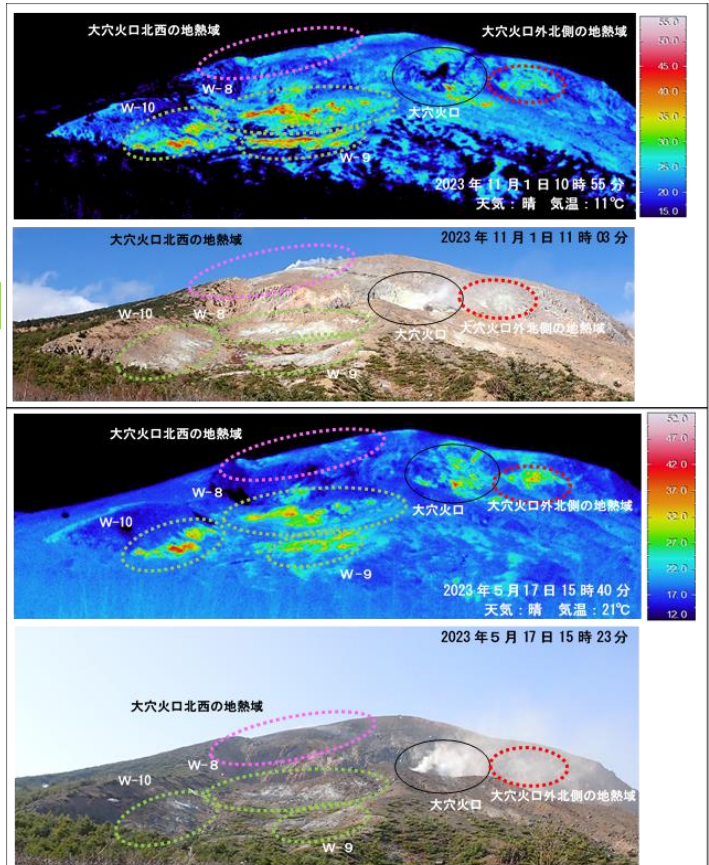 大穴火口北西の地熱域
大穴火口外北側の地熱域
W-8
W-10
大穴火口
W-9
2023 年 11 月 1 日 10 時 55 分
天気：晴 気温：11℃
55.0
45.0
35.0
25.0
20.0
15.0
2023 年 11 月 1 日 11 時 03 分
大穴火口北西の地熱域
W-10
W-8
大穴火口
大穴火口外北側の地熱域
W-9
大穴火口北西の地熱域
W-8
大穴火口
大穴火口外北側の地熱域
W-10
W-9
2023 年 5 月 17 日 15 時 40 分
天気：晴 気温：21℃
52.0
47.0
42.0
32.0
27.0
22.0
17.0
12.0
2023 年 5 月 17 日 15 時 23 分
大穴火口北西の地熱域
W-8
W-10
大穴火口
大穴火口外北側の地熱域
W-9